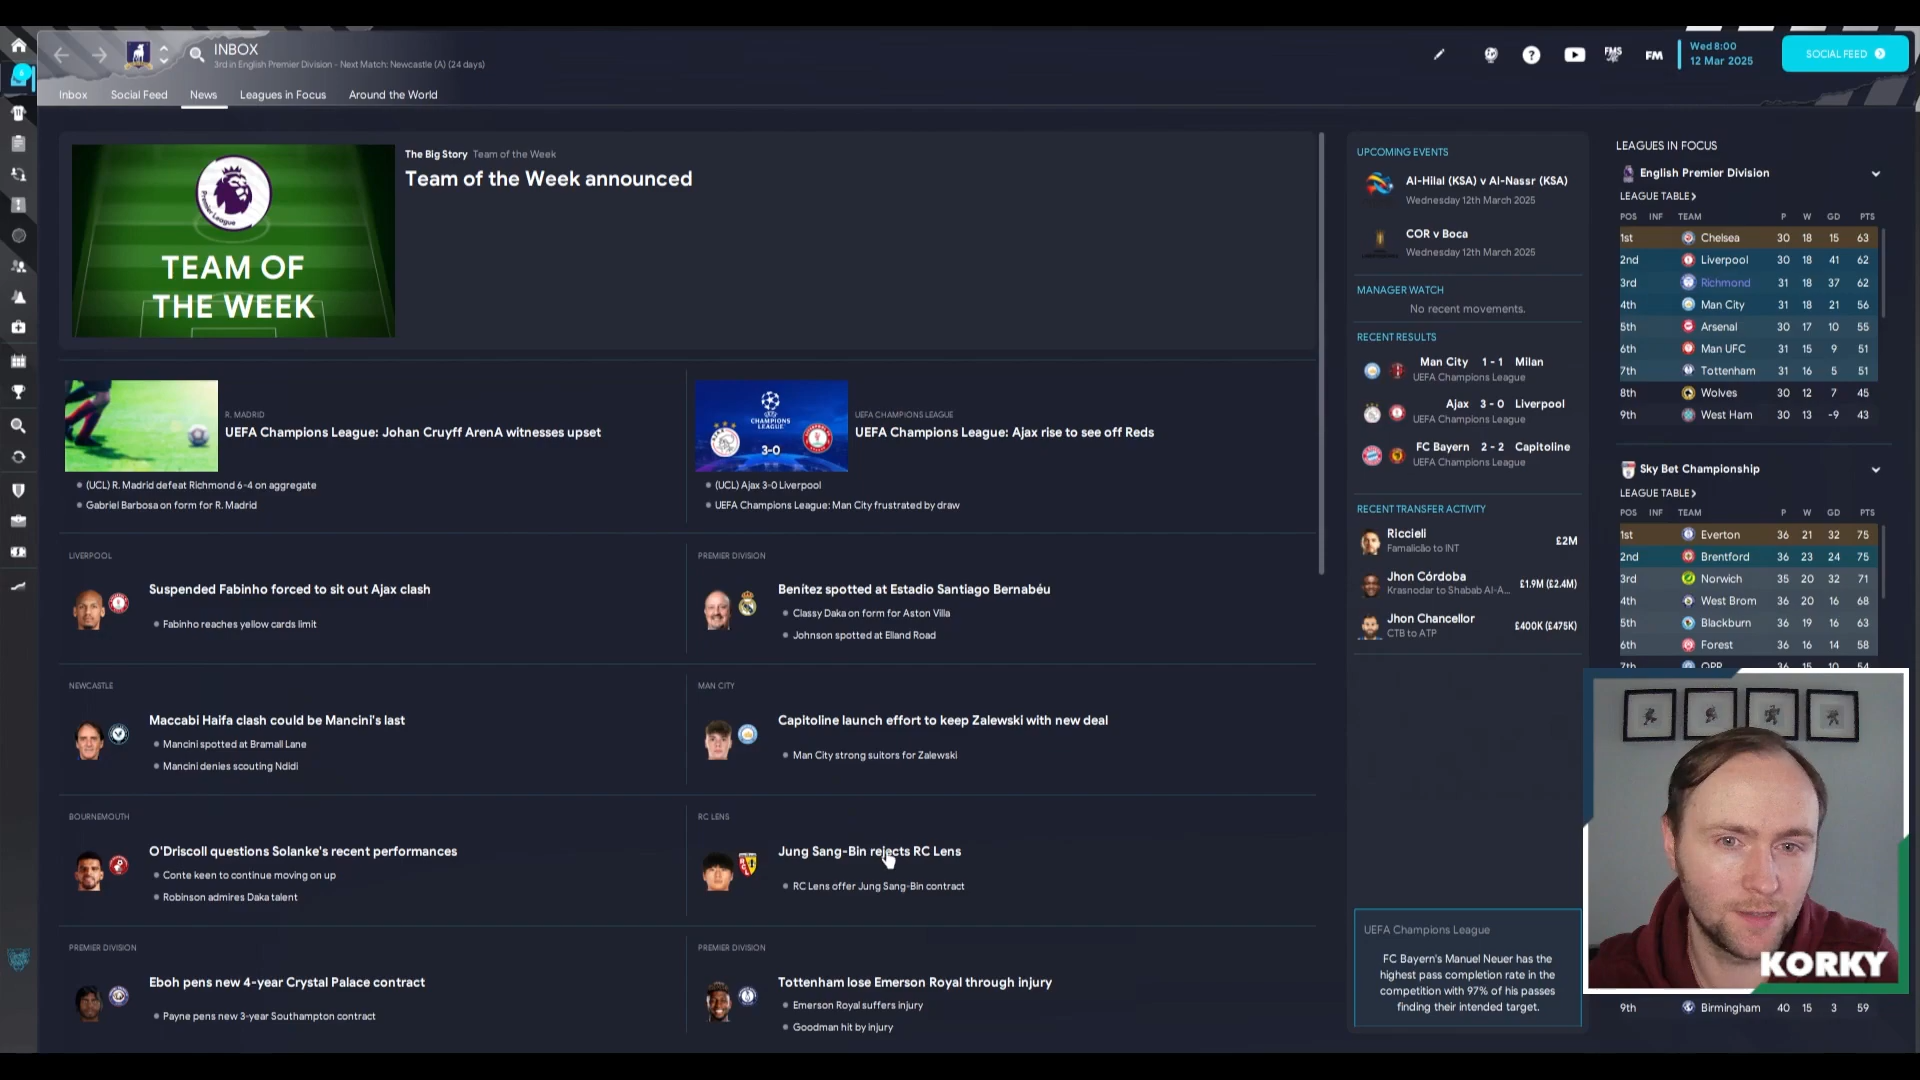 INBOX
3rd in English Premier Division - Next Match: Newcastle (A) (24 days)
FMS
FM
Wed 8:00
12 Mar 2025
SOCIAL FEED
Inbox
Social Feed
News
Leagues in Focus
Around the World
Premier League
TEAM OF
THE WEEK
The Big Story Team of the Week
Team of the Week announced
R. MADRID
UEFA Champions League: Johan Cruyff ArenA witnesses upset
(UCL) R. Madrid defeat Richmond 6-4 on aggregate
Gabriel Barbosa on form for R. Madrid
CHAMPIONS
LEAGUE
3-0
UEFA CHAMPIONS LEAGUE
UEFA Champions League: Ajax rise to see off Reds
(UCL) Ajax 3-0 Liverpool
UEFA Champions League: Man City frustrated by draw
LIVERPOOL
Suspended Fabinho forced to sit out Ajax clash
Fabinho reaches yellow cards limit
PREMIER DIVISION
Benítez spotted at Estadio Santiago Bernabéu
Classy Daka on form for Aston Villa
Johnson spotted at Elland Road
NEWCASTLE
Maccabi Haifa clash could be Mancini's last
Mancini spotted at Bramall Lane
Mancini denies scouting Ndidi
MAN CITY
Capitoline launch effort to keep Zalewski with new deal
Man City strong suitors for Zalewski
BOURNEMOUTH
O'Driscoll questions Solanke's recent performances
Conte keen to continue moving on up
Robinson admires Daka talent
RC LENS
Jung Sang-Bin rejects RC Lens
RC Lens offer Jung Sang-Bin contract
PREMIER DIVISION
Eboh pens new 4-year Crystal Palace contract
Payne pens new 3-year Southampton contract
PREMIER DIVISION
Tottenham lose Emerson Royal through injury
Emerson Royal suffers injury
Goodman hit by injury
UPCOMING EVENTS
Al-Hilal (KSA) v Al-Nassr (KSA)
Wednesday 12th March 2025
COR v Boca
Wednesday 12th March 2025
MANAGER WATCH
No recent movements.
RECENT RESULTS
Man City 1 - 1 Milan
UEFA Champions League
Ajax 3 - 0 Liverpool
UEFA Champions League
FC Bayern 2 - 2 Capitoline
UEFA Champions League
RECENT TRANSFER ACTIVITY
Riccieli £2M
Famalicão to INT
Jhon Córdoba £1.9M (£2.4M)
Krasnodar to Shabab Al-A...
Jhon Chancellor £400K (£475K)
CTB to ATP
UEFA Champions League
FC Bayern's Manuel Neuer has the
highest pass completion rate in the
competition with 97% of his passes
finding their intended target.
LEAGUES IN FOCUS
English Premier Division
LEAGUE TABLE
POS INF TEAM P W GD PTS
1st Chelsea 30 18 15 63
2nd Liverpool 30 18 41 62
3rd Richmond 31 18 37 62
4th Man City 31 18 21 56
5th Arsenal 30 17 10 55
6th Man UFC 31 15 9 51
7th Tottenham 31 16 5 51
8th Wolves 30 12 7 45
9th West Ham 30 13 -9 43
Sky Bet Championship
LEAGUE TABLE
POS INF TEAM P W GD PTS
1st Everton 36 21 32 75
2nd Brentford 36 23 24 75
3rd Norwich 35 20 32 71
4th West Brom 36 20 16 68
5th Blackburn 36 19 16 63
6th Forest 36 16 14 58
7th QPR 36 15 10 54
KORKY
9th Birmingham 40 15 3 59